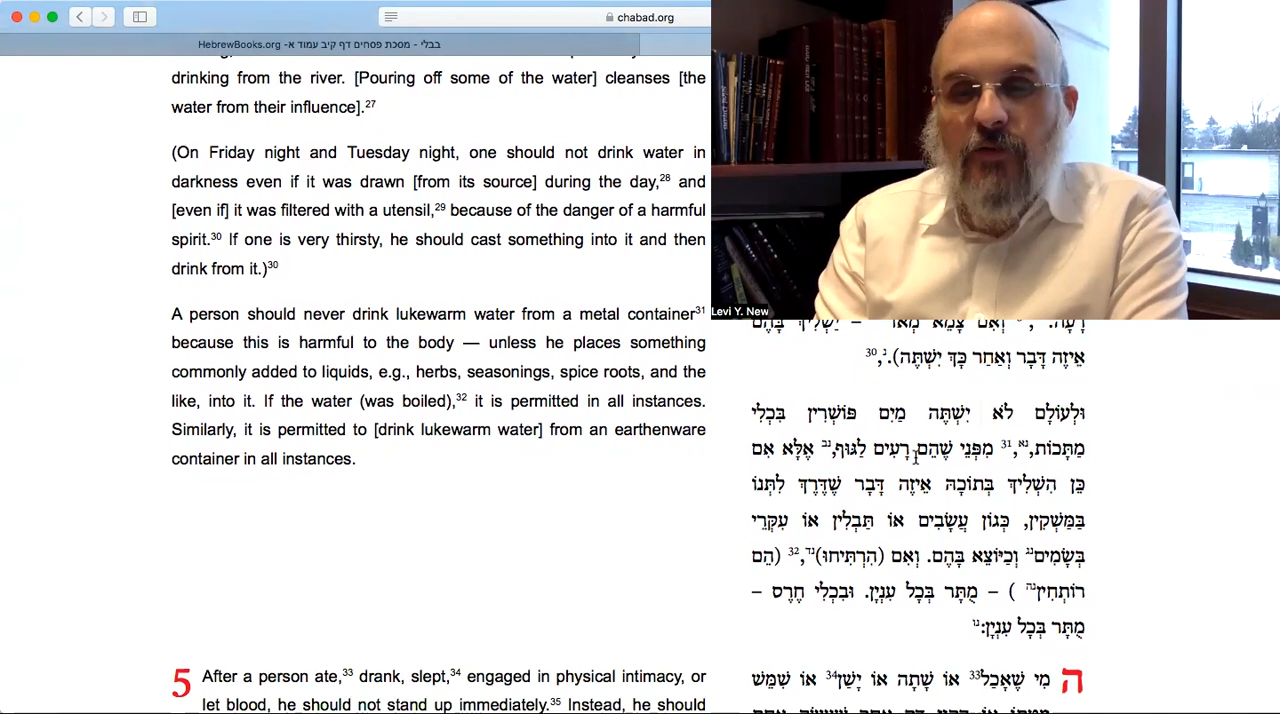 chabad.org
HebrewBooks.org -בבלי - מסכת פסחים דף קיב עמוד א
drinking from the river. [Pouring off some of the water] cleanses [the
water from their influence].27
(On Friday night and Tuesday night, one should not drink water in
darkness even if it was drawn [from its source] during the day,28 and
[even if] it was filtered with a utensil,29 because of the danger of a harmful
spirit.30 If one is very thirsty, he should cast something into it and then
drink from it.)30
A person should never drink lukewarm water from a metal container31
because this is harmful to the body — unless he places something
commonly added to liquids, e.g., herbs, seasonings, spice roots, and the
like, into it. If the water (was boiled),32 it is permitted in all instances.
Similarly, it is permitted to [drink lukewarm water] from an earthenware
container in all instances.
5 After a person ate,33 drank, slept,34 engaged in physical intimacy, or
let blood, he should not stand up immediately.35 Instead, he should
Levi Y. New
רָעָה. וְאִם צָמֵא מְאֹד – יַשְׁלִיךְ בָּהֶם
אֵיזֶה דָּבָר וְאַחַר כָּךְ יִשְׁתֶּה).נ,30
וּלְעוֹלָם לֹא יִשְׁתֶּה מַיִם פּוֹשְׁרִין בִּכְלֵי
מַתָּכוֹת,נא,31 מִפְּנֵי שֶׁהֵם רָעִים לַגּוּף,נב אֶלָּא אִם
כֵּן הִשְׁלִיךְ בְּתוֹכָהּ אֵיזֶה דָּבָר שֶׁדֶּרֶךְ לִתְּנוֹ
בַּמַּשְׁקִין, כְּגוֹן עֲשָׂבִים אוֹ תַּבְלִין אוֹ עִקְּרֵי
בְּשָׂמִיםנג וְכַיּוֹצֵא בָּהֶם. וְאִם (הִרְתִּיחוּ)נד,32 (הֵם
רוֹתְחִיןנה ) – מֻתָּר בְּכָל עִנְיָן. וּבִכְלֵי חֶרֶס –
מֻתָּר בְּכָל עִנְיָן:נו
ה מִי שֶׁאָכַל33 אוֹ שָׁתָה אוֹ יָשַׁן34 אוֹ שִׁמֵּשׁ